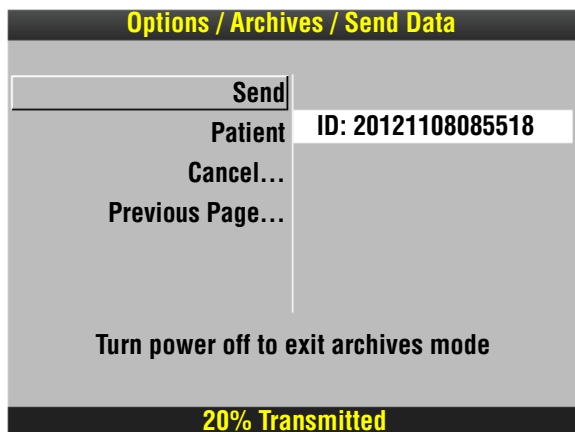 Options / Archives / Send Data
Send
Patient ID: 20121108085518
Cancel...
Previous Page...
Turn power off to exit archives mode
20% Transmitted